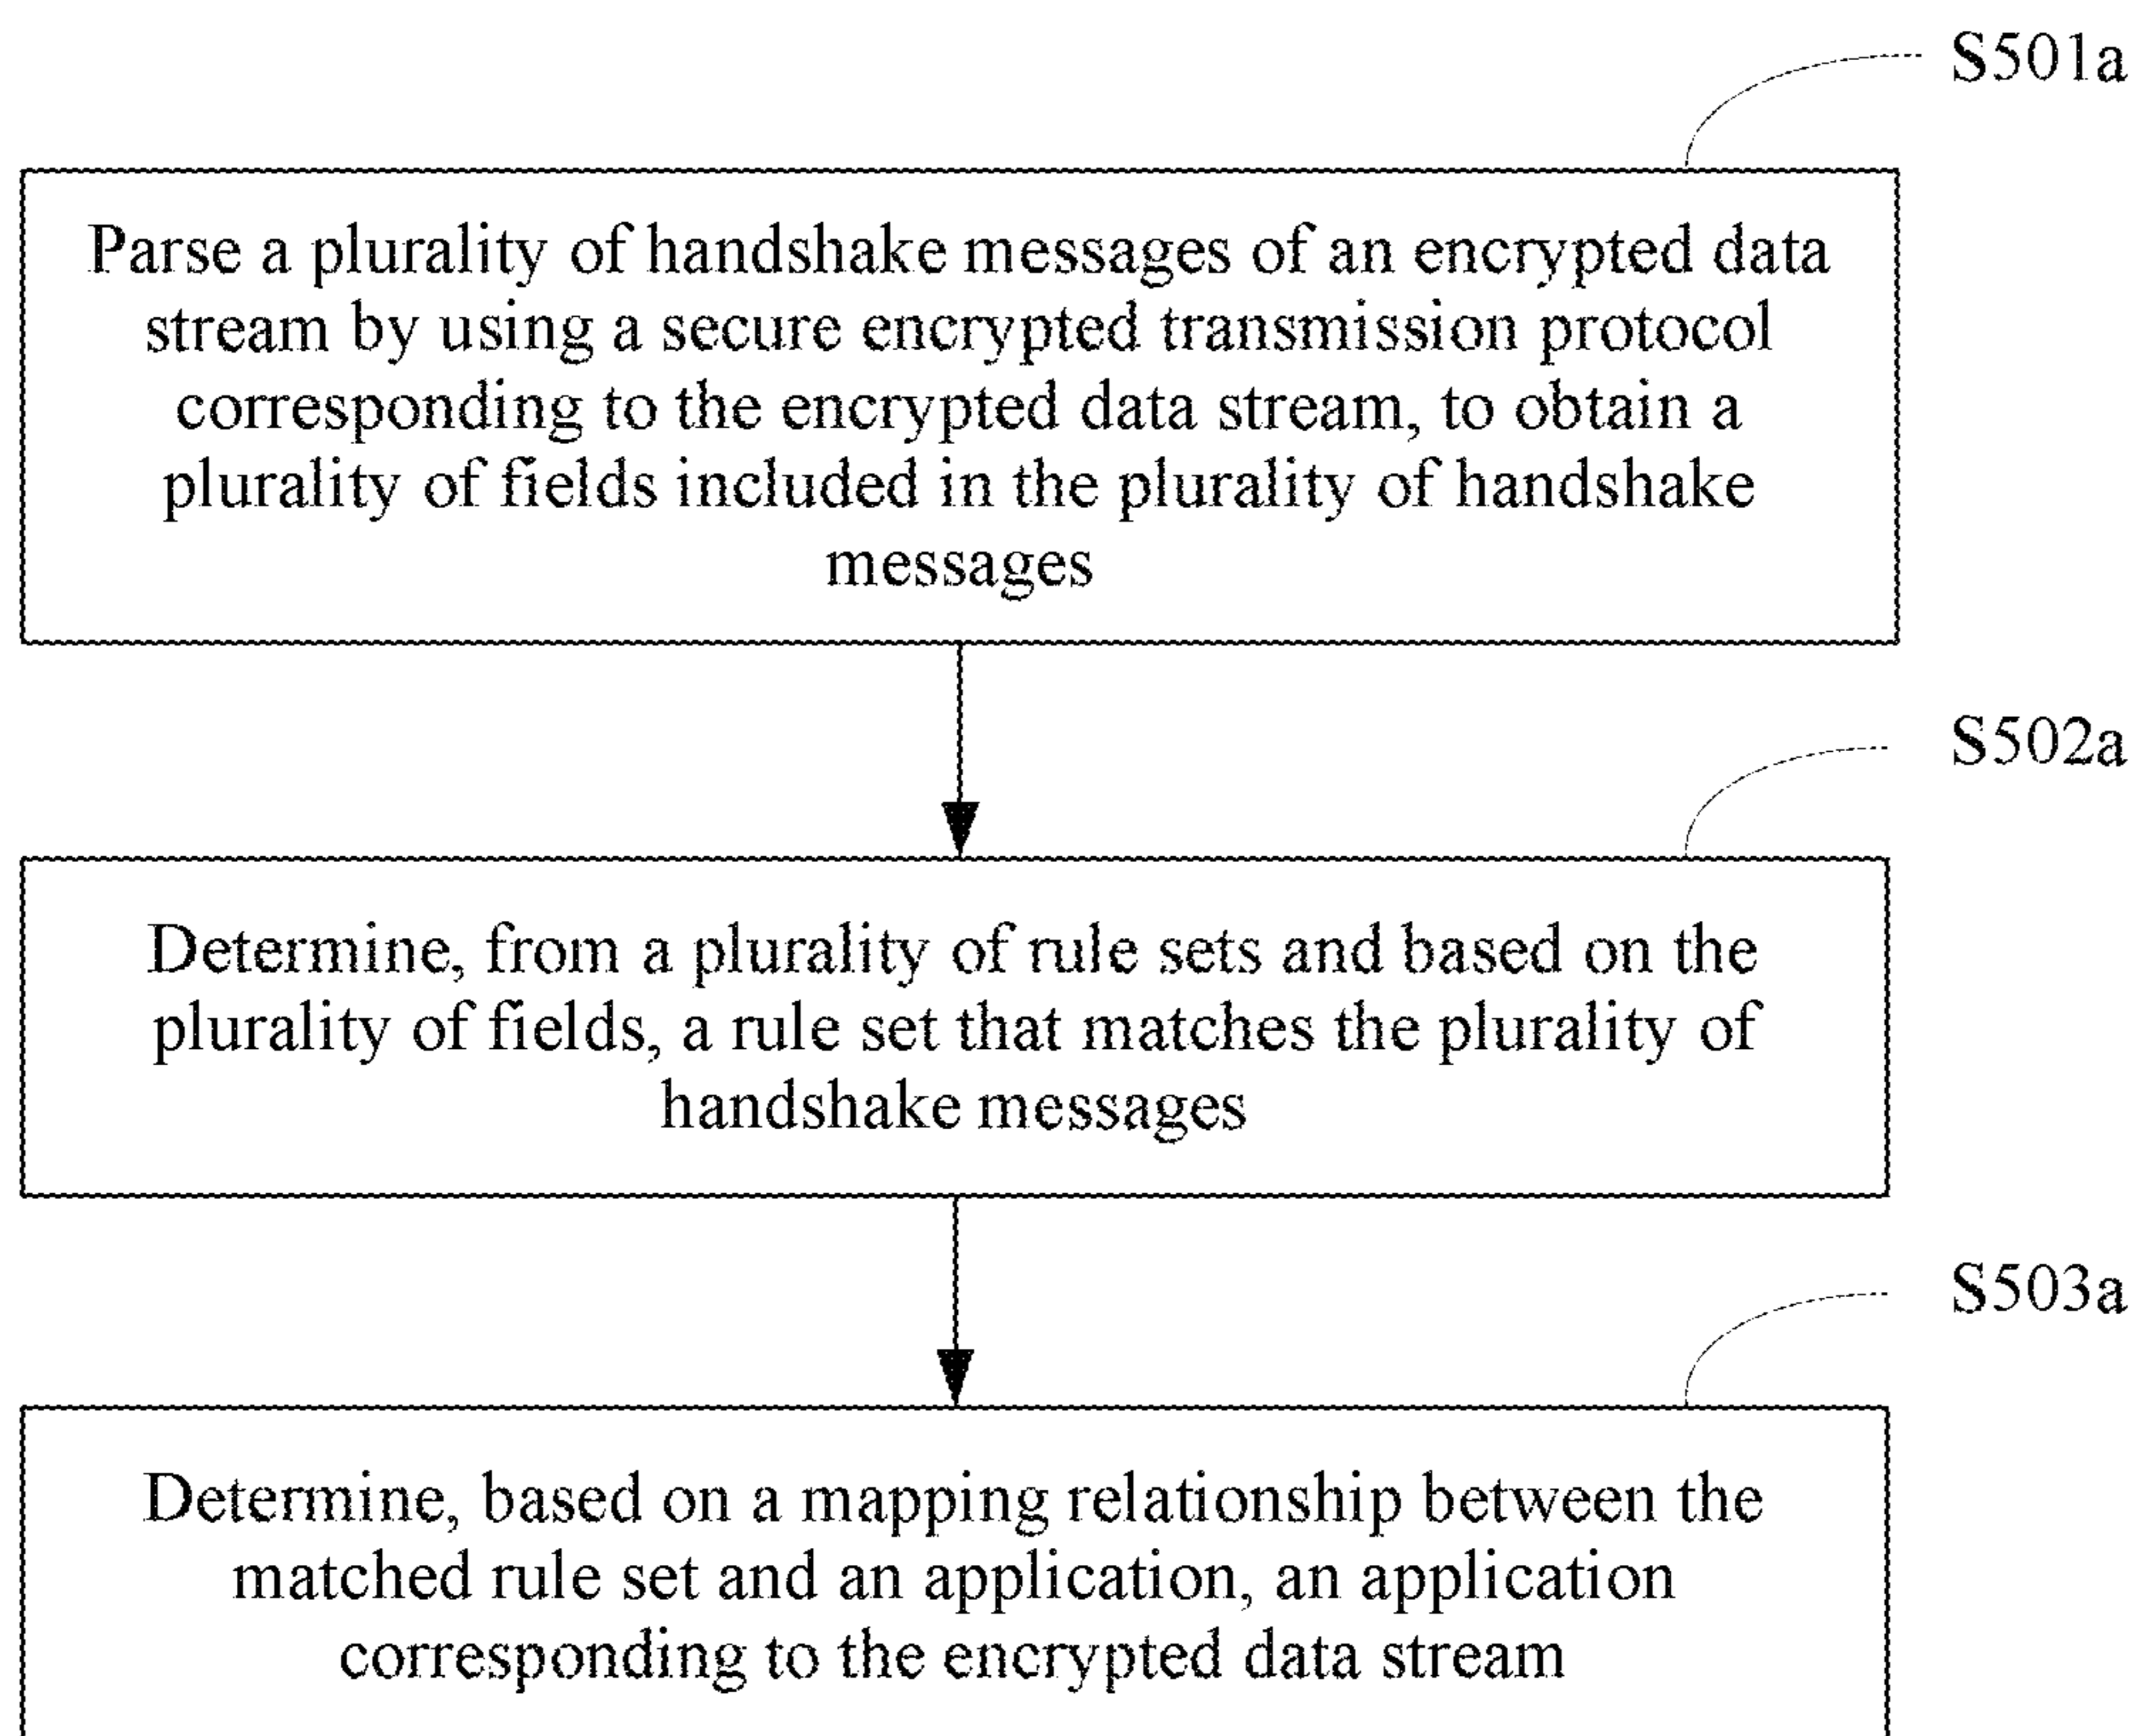 S501a
Parse a plurality of handshake messages of an encrypted data
stream by using a secure encrypted transmission protocol
corresponding to the encrypted data stream, to obtain a
plurality of fields included in the plurality of handshake
messages
S502a
Determine, from a plurality of rule sets and based on the
plurality of fields, a rule set that matches the plurality of
handshake messages
S503a
Determine, based on a mapping relationship between the
matched rule set and an application, an application
corresponding to the encrypted data stream